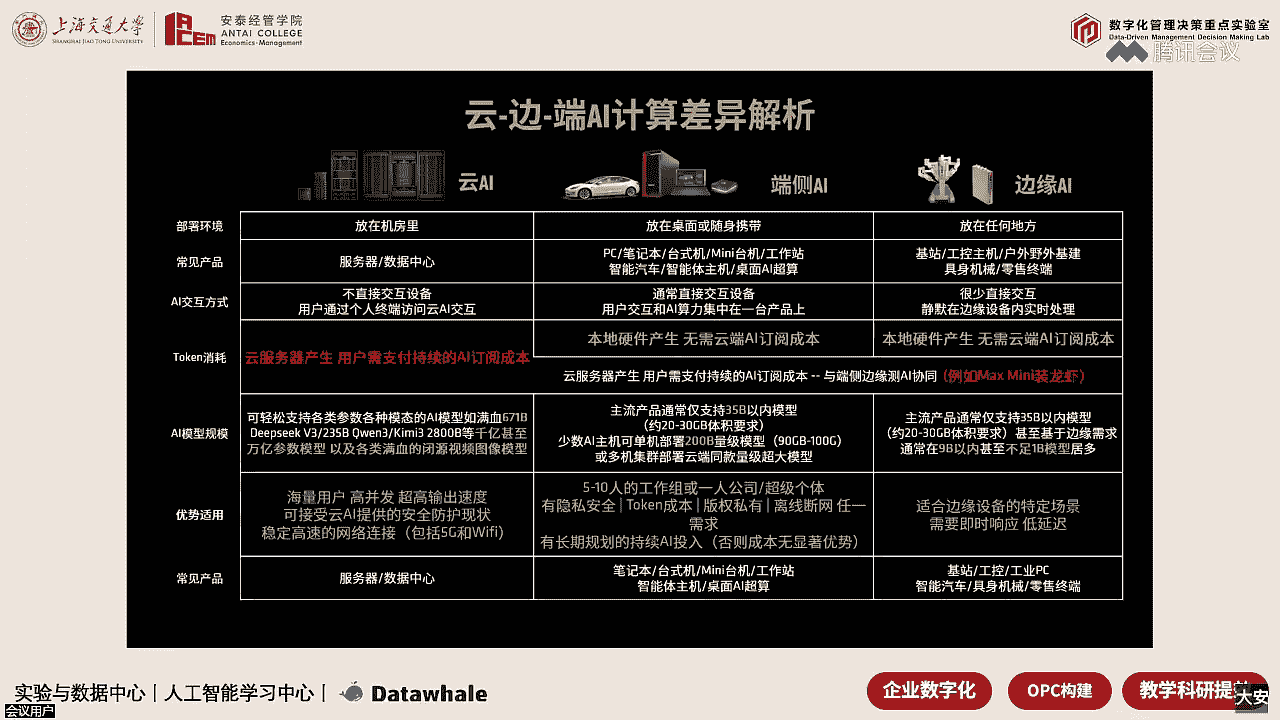 上海交通大学
SHANGHAI JIAO TONG UNIVERSITY
ACEM
安泰经管学院
ANTAI COLLEGE
Economics·Management
数字化管理决策重点实验室
Data-Driven Management Decision Making Lab
腾讯会议
云-边-端AI计算差异解析
云AI
端侧AI
边缘AI
部署环境
放在机房里
放在桌面或随身携带
放在任何地方
常见产品
服务器/数据中心
PC/笔记本/台式机/Mini台机/工作站
智能汽车/智能体主机/桌面AI超算
基站/工控主机/户外野外基建
具身机械/零售终端
AI交互方式
不直接交互设备
用户通过个人终端访问云AI交互
通常直接交互设备
用户交互和AI算力集中在一台产品上
很少直接交互
静默在边缘设备内实时处理
Token消耗
云服务器产生 用户需支付持续的AI订阅成本
本地硬件产生 无需云端AI订阅成本
本地硬件产生 无需云端AI订阅成本
云服务器产生 用户需支付持续的AI订阅成本 -- 与端侧边缘测AI协同（例如Max Mini装龙虾）
AI模型规模
可轻松支持各类参数各种模态的AI模型如满血671B
Deepseek V3/235B Qwen3/Kimi3 2800B等千亿甚至
万亿参数模型 以及各类满血的闭源视频图像模型
主流产品通常仅支持35B以内模型
（约20-30GB体积要求）
少数AI主机可单机部署200B量级模型（90GB-100G）
或多机集群部署云端同款量级超大模型
主流产品通常仅支持35B以内模型
（约20-30GB体积要求）甚至基于边缘需求
通常在9B以内甚至不足1B模型居多
优势适用
海量用户 高并发 超高输出速度
可接受云AI提供的安全防护现状
稳定高速的网络连接（包括5G和Wifi）
5-10人的工作组或一人公司/超级个体
有隐私安全 | Token成本 | 版权私有 | 离线断网 任一
需求
有长期规划的持续AI投入（否则成本无显著优势）
适合边缘设备的特定场景
需要即时响应 低延迟
常见产品
服务器/数据中心
笔记本/台式机/Mini台机/工作站
智能体主机/桌面AI超算
基站/工控/工业PC
智能汽车/具身机械/零售终端
实验与数据中心 | 人工智能学习中心 |
Datawhale
企业数字化
OPC构建
教学科研提
大安
会议用户